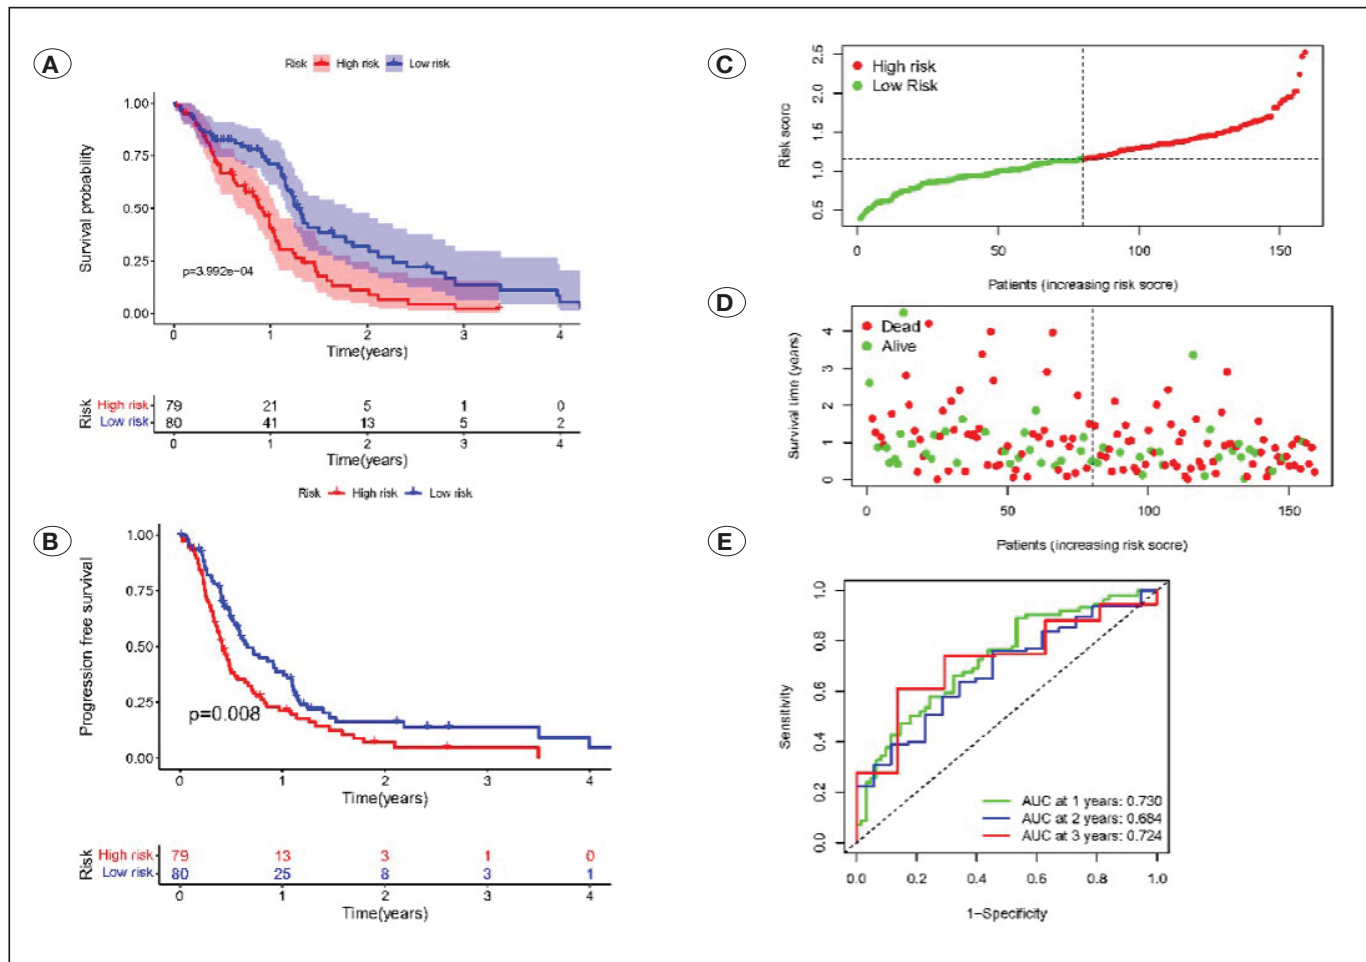 A
Risk High risk Low risk
Survival probability
1.00
0.75
0.50
0.25
0.00
p=3.992e−04
0 1 2 3 4
Time(years)
Risk
High risk 79 21 5 1 0
Low risk 80 41 13 5 2
0 1 2 3 4
Time(years)
B
Risk High risk Low risk
Progression free survival
1.00
0.75
0.50
0.25
0.00
p=0.008
0 1 2 3 4
Time(years)
Risk
High risk 79 13 3 1 0
Low risk 80 25 8 3 1
0 1 2 3 4
Time(years)
C
High risk
Low Risk
Risk score
2.5
2.0
1.5
1.0
0.5
0 50 100 150
Patients (increasing risk socre)
D
Dead
Alive
Survival time (years)
4
3
2
1
0
0 50 100 150
Patients (increasing risk socre)
E
Sensitivity
1.0
0.8
0.6
0.4
0.2
0.0
AUC at 1 years: 0.730
AUC at 2 years: 0.684
AUC at 3 years: 0.724
0.0 0.2 0.4 0.6 0.8 1.0
1−Specificity